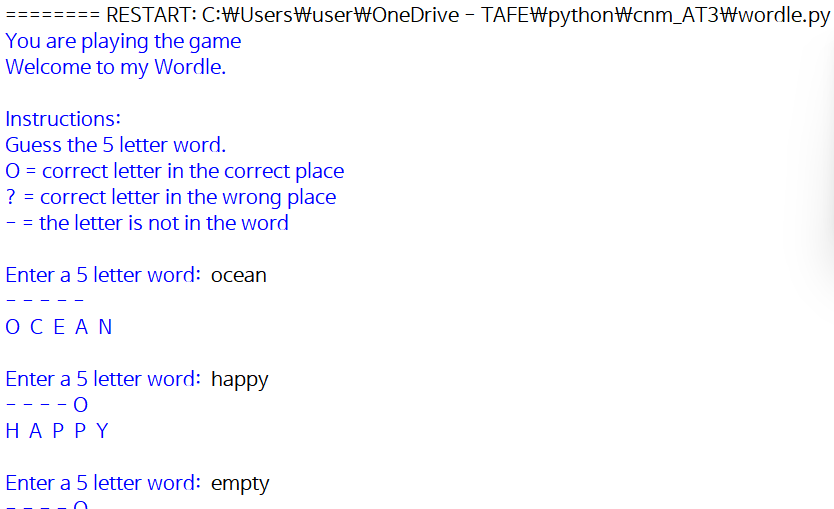 ======== RESTART: C:₩Users₩user₩OneDrive - TAFE₩python₩cnm_AT3₩wordle.py
You are playing the game
Welcome to my Wordle.
Instructions:
Guess the 5 letter word.
O = correct letter in the correct place
? = correct letter in the wrong place
- = the letter is not in the word
Enter a 5 letter word: ocean
- - - - -
O C E A N
Enter a 5 letter word: happy
- - - - O
H A P P Y
Enter a 5 letter word: empty
- - - - O